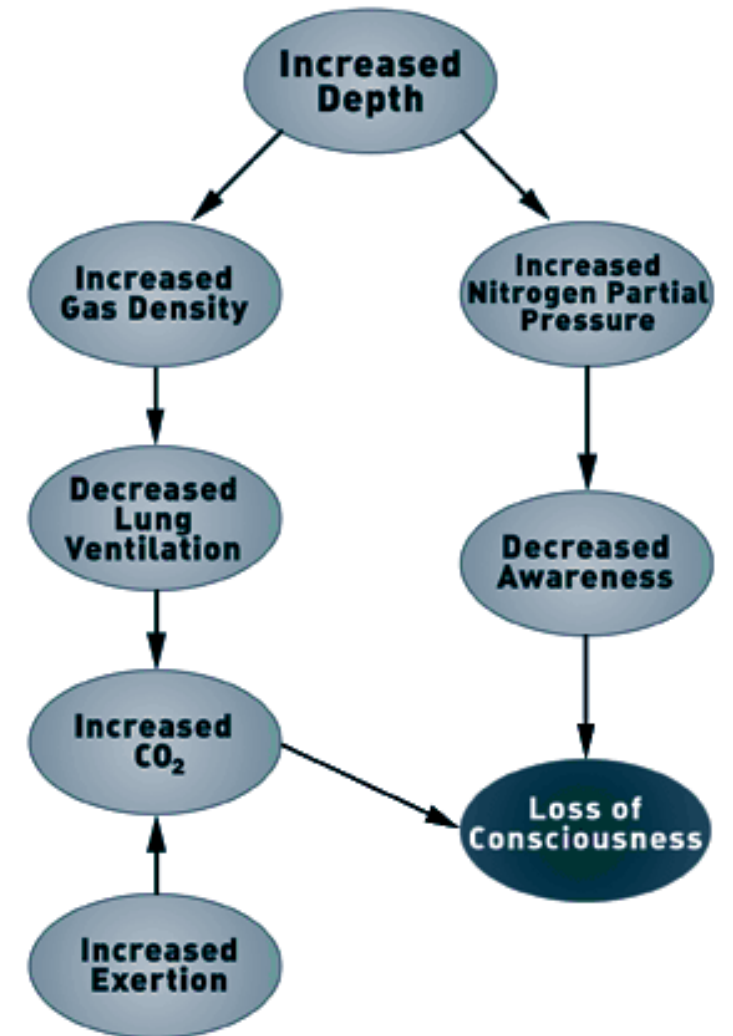 Increased
Depth
Increased
Gas Density
Increased
Nitrogen Partial
Pressure
Decreased
Lung
Ventilation
Decreased
Awareness
Increased
CO₂
Loss of
Consciousness
Increased
Exertion